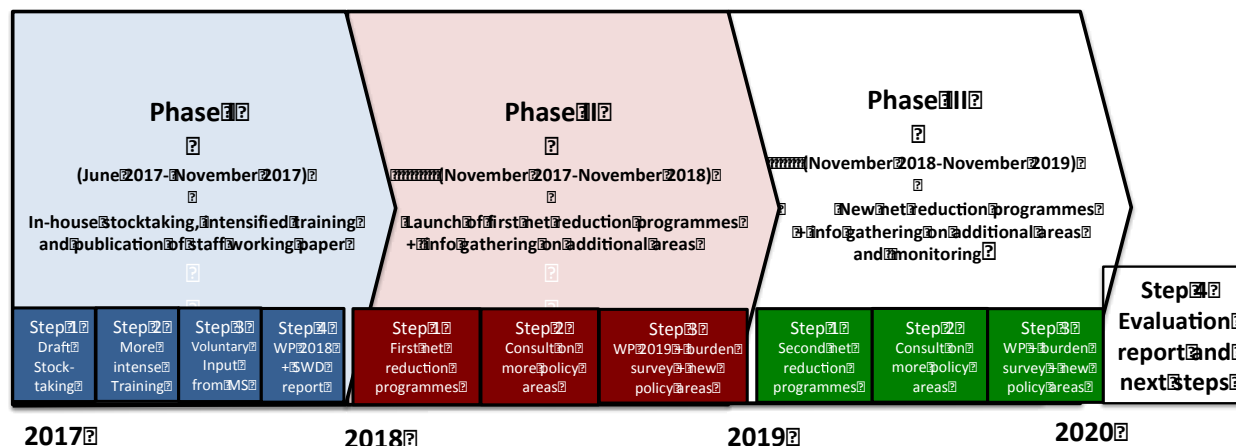 Phase I
(June 2017- November 2017)
In-house stocktaking, intensified training
and publication of staff working paper
Phase II
(November 2017-November 2018)
Launch of first net reduction programmes
+ info gathering on additional areas
Phase III
(November 2018-November 2019)
New net reduction programmes
+ info gathering on additional areas
and monitoring
Step 1
Draft
Stock-
taking
Step 2
More
intense
Training
Step 3
Voluntary
Input
from MS
Step 4
WP 2018
+ SWD
report
Step 1
First net
reduction
programmes
Step 2
Consult on
more policy
areas
Step 3
WP 2019 + burden
survey + new
policy areas
Step 1
Second net
reduction
programmes
Step 2
Consult on
more policy
areas
Step 3
WP + burden
survey + new
policy areas
Step 4
Evaluation
report and
next steps
2017
2018
2019
2020